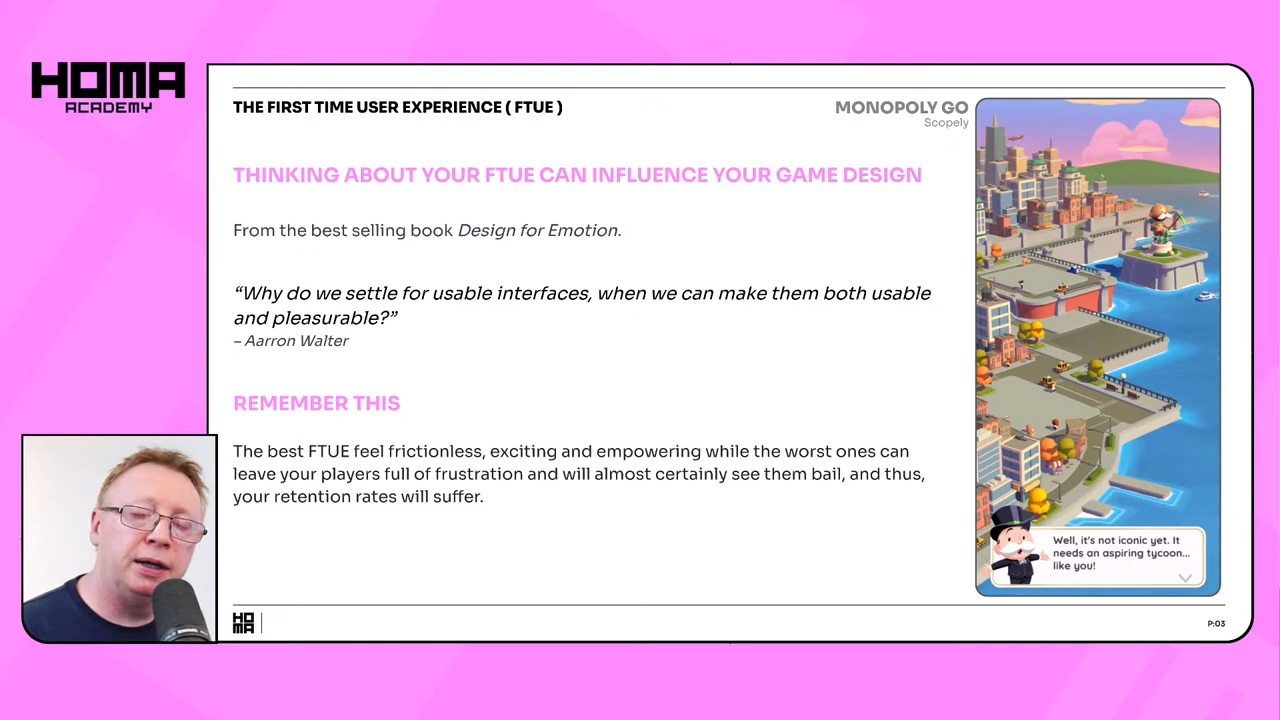 HOMA
ACADEMY
THE FIRST TIME USER EXPERIENCE ( FTUE )
MONOPOLY GO
Scopely
THINKING ABOUT YOUR FTUE CAN INFLUENCE YOUR GAME DESIGN
From the best selling book Design for Emotion.
“Why do we settle for usable interfaces, when we can make them both usable
and pleasurable?”
– Aarron Walter
REMEMBER THIS
The best FTUE feel frictionless, exciting and empowering while the worst ones can
leave your players full of frustration and will almost certainly see them bail, and thus,
your retention rates will suffer.
Well, it's not iconic yet. It
needs an aspiring tycoon...
like you!
HO
MA
P:03